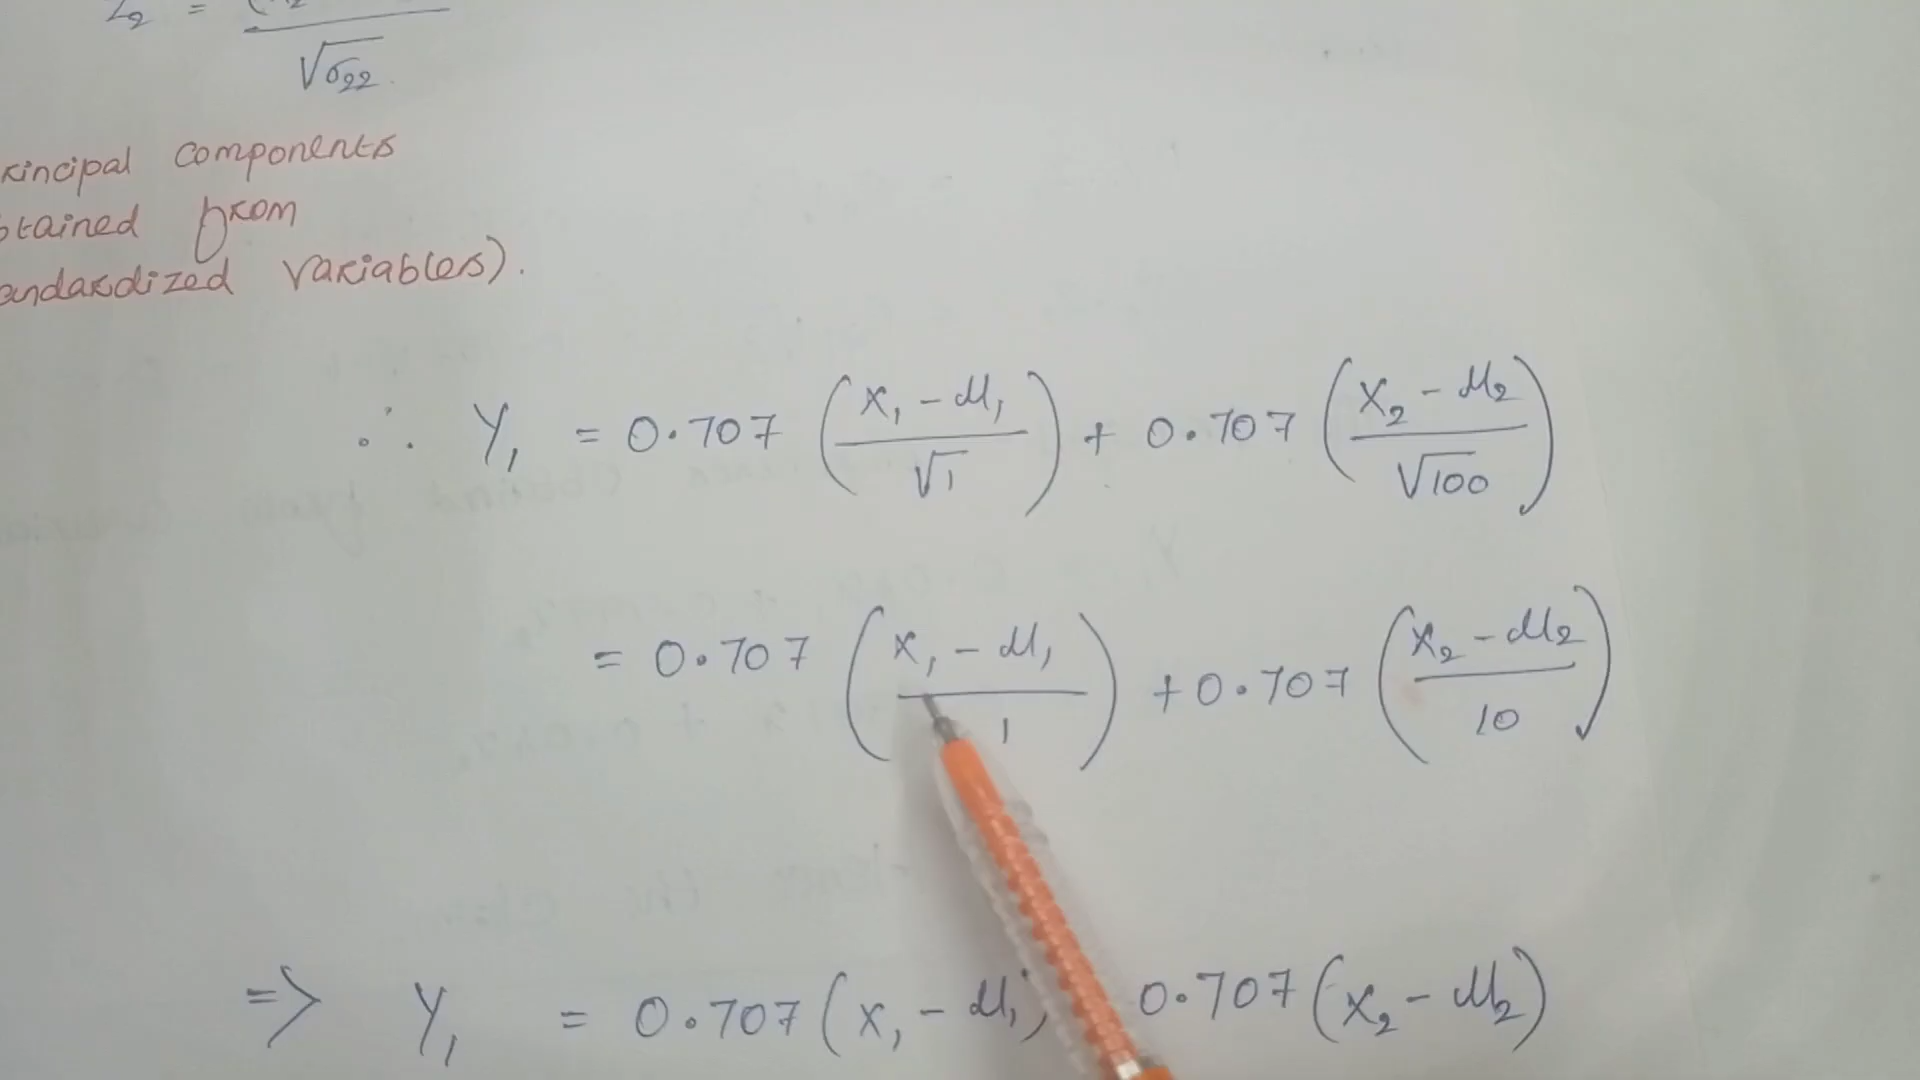 Z₂ =
√σ₂₂
rincipal components
btained from
andardized variables).
∴ Y₁ = 0.707 ( X₁ - μ₁ / √1 ) + 0.707 ( X₂ - μ₂ / √100 )
= 0.707 ( X₁ - μ₁ / 1 ) + 0.707 ( X₂ - μ₂ / 10 )
=> Y₁ = 0.707 ( X₁ - μ₁ ) 0.707 ( X₂ - μ₂ )